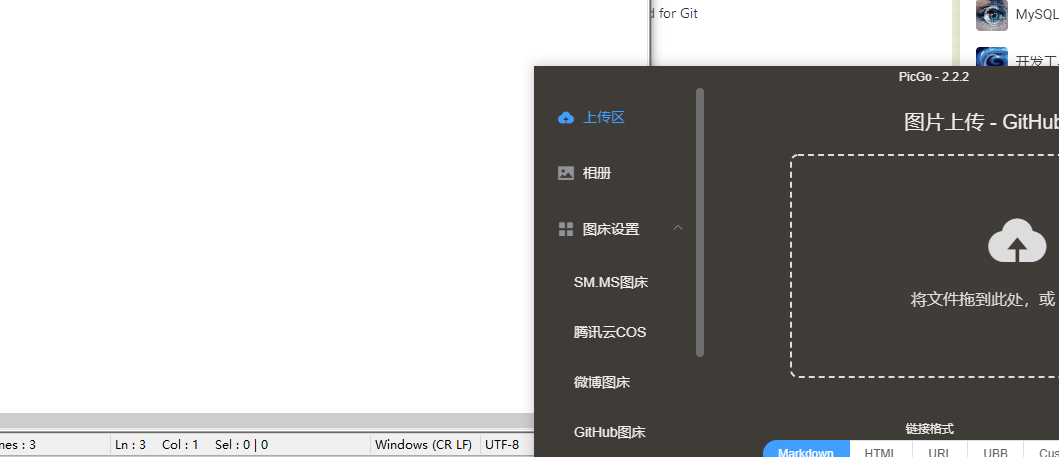 for Git
MySQL
开发工
PicGo - 2.2.2
上传区
图片上传 - GitHub
相册
图床设置
SM.MS图床
将文件拖到此处，或
腾讯云COS
微博图床
GitHub图床
链接格式
nes : 3 Ln : 3 Col : 1 Sel : 0 | 0 Windows (CR LF) UTF-8
Markdown HTML URL UBB Cus